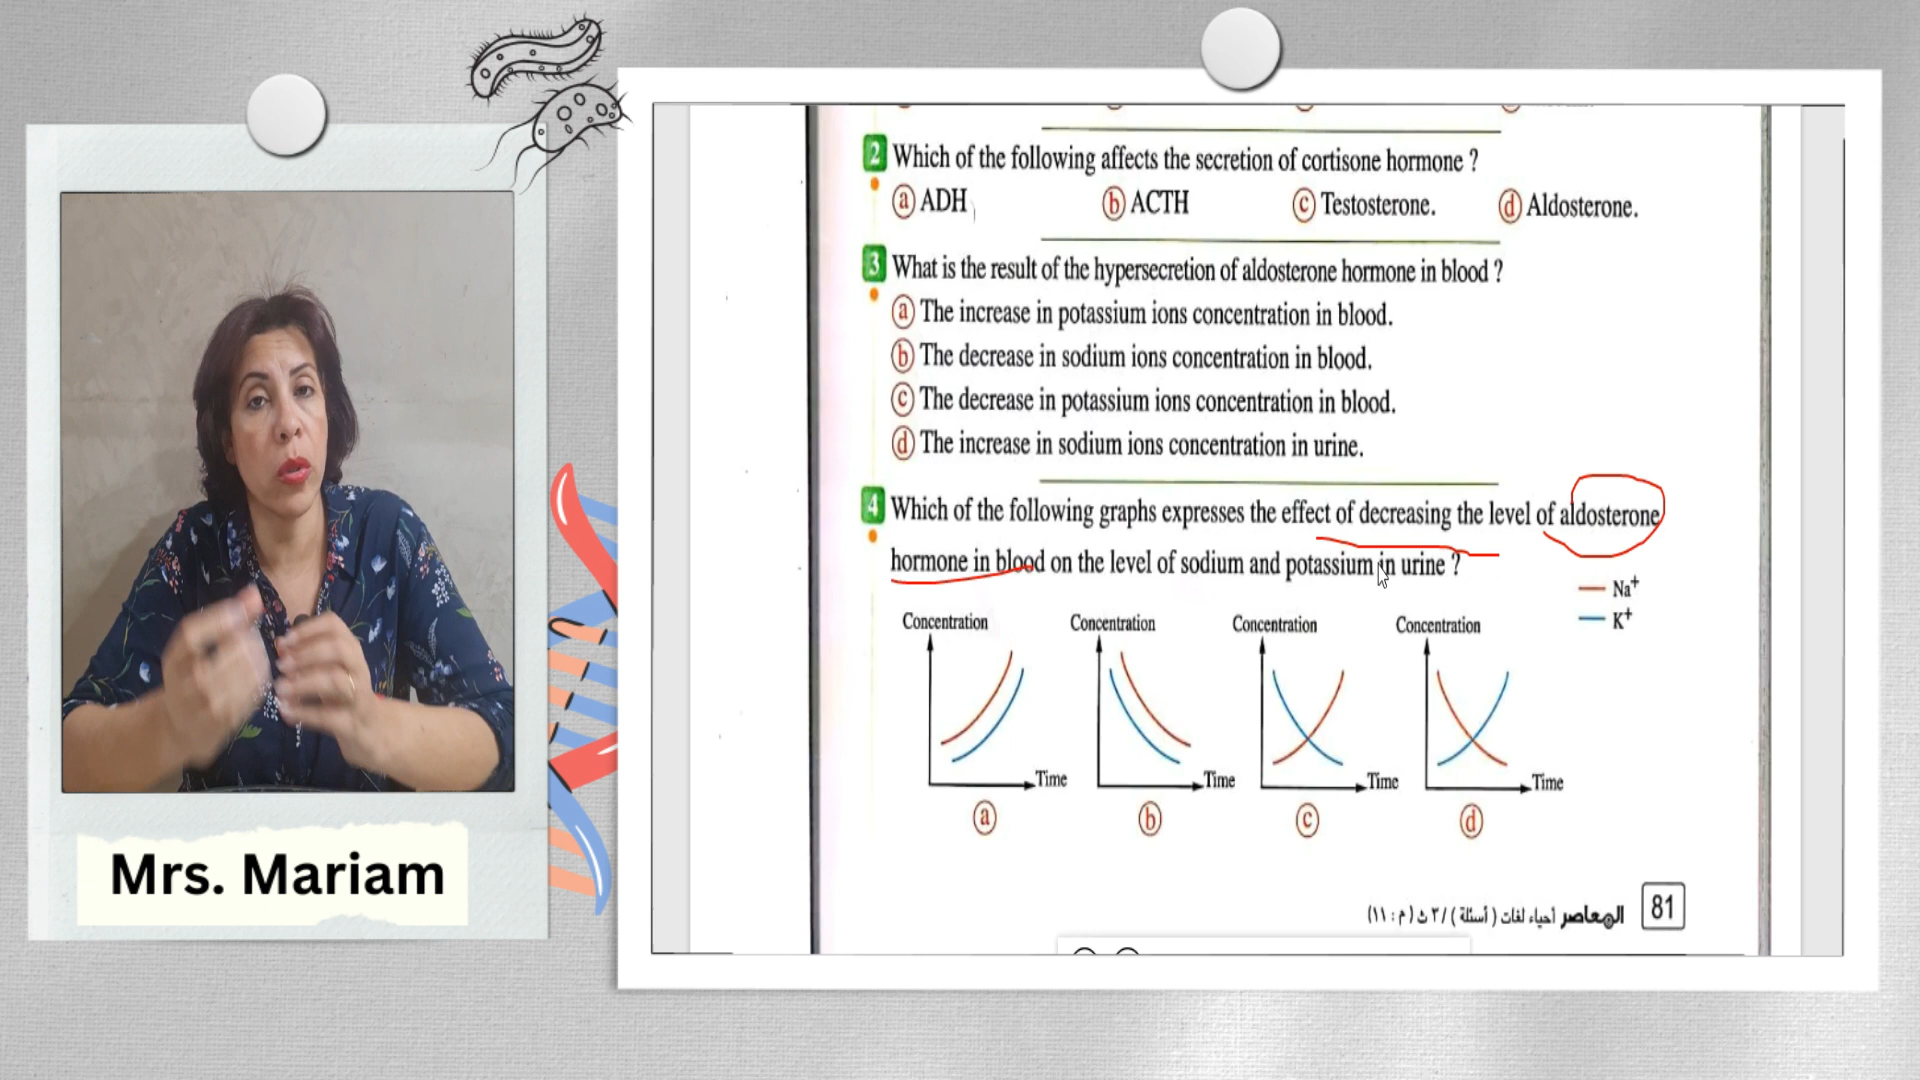 2 Which of the following affects the secretion of cortisone hormone ?
a ADH b ACTH c Testosterone. d Aldosterone.
3 What is the result of the hypersecretion of aldosterone hormone in blood ?
a The increase in potassium ions concentration in blood.
b The decrease in sodium ions concentration in blood.
c The decrease in potassium ions concentration in blood.
d The increase in sodium ions concentration in urine.
4 Which of the following graphs expresses the effect of decreasing the level of aldosterone
hormone in blood on the level of sodium and potassium in urine ?
Na+
K+
Concentration Concentration Concentration Concentration
Time Time Time Time
a b c d
المعاصر أحياء لغات ( أسئلة ) / ٣ ث ( م : ١١ ) 81
Mrs. Mariam